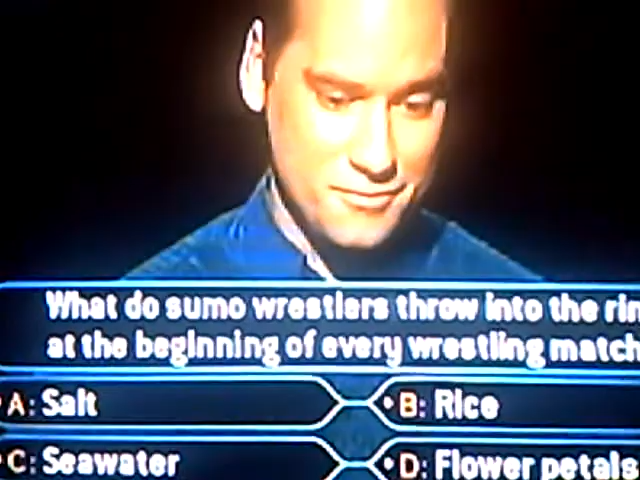 What do sumo wrestlers throw into the rin
at the beginning of every wrestling match
A: Salt
B: Rice
C: Seawater
D: Flower petals